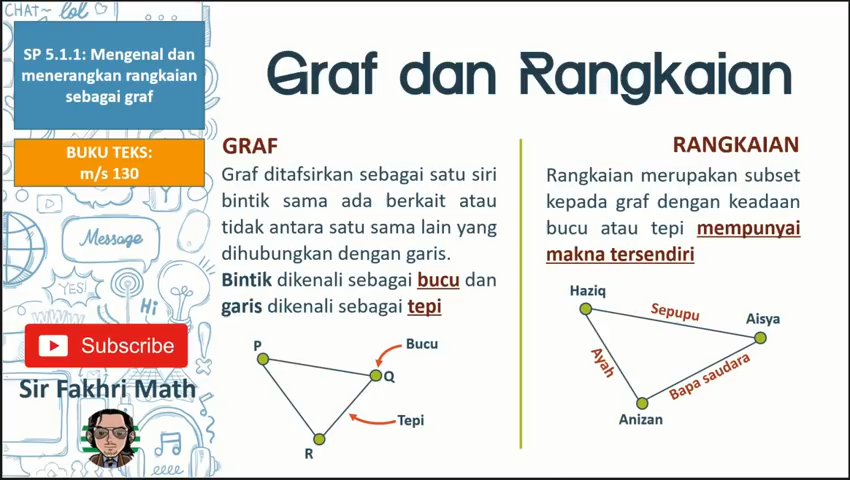 CHAT~ lol
SP 5.1.1: Mengenal dan
menerangkan rangkaian
sebagai graf
BUKU TEKS:
m/s 130
Message
YES!
Hi
Subscribe
Sir Fakhri Math
Graf dan Rangkaian
GRAF
Graf ditafsirkan sebagai satu siri
bintik sama ada berkait atau
tidak antara satu sama lain yang
dihubungkan dengan garis.
Bintik dikenali sebagai bucu dan
garis dikenali sebagai tepi
P
Bucu
Q
Tepi
R
RANGKAIAN
Rangkaian merupakan subset
kepada graf dengan keadaan
bucu atau tepi mempunyai
makna tersendiri
Haziq
Sepupu
Aisya
Ayah
Bapa saudara
Anizan